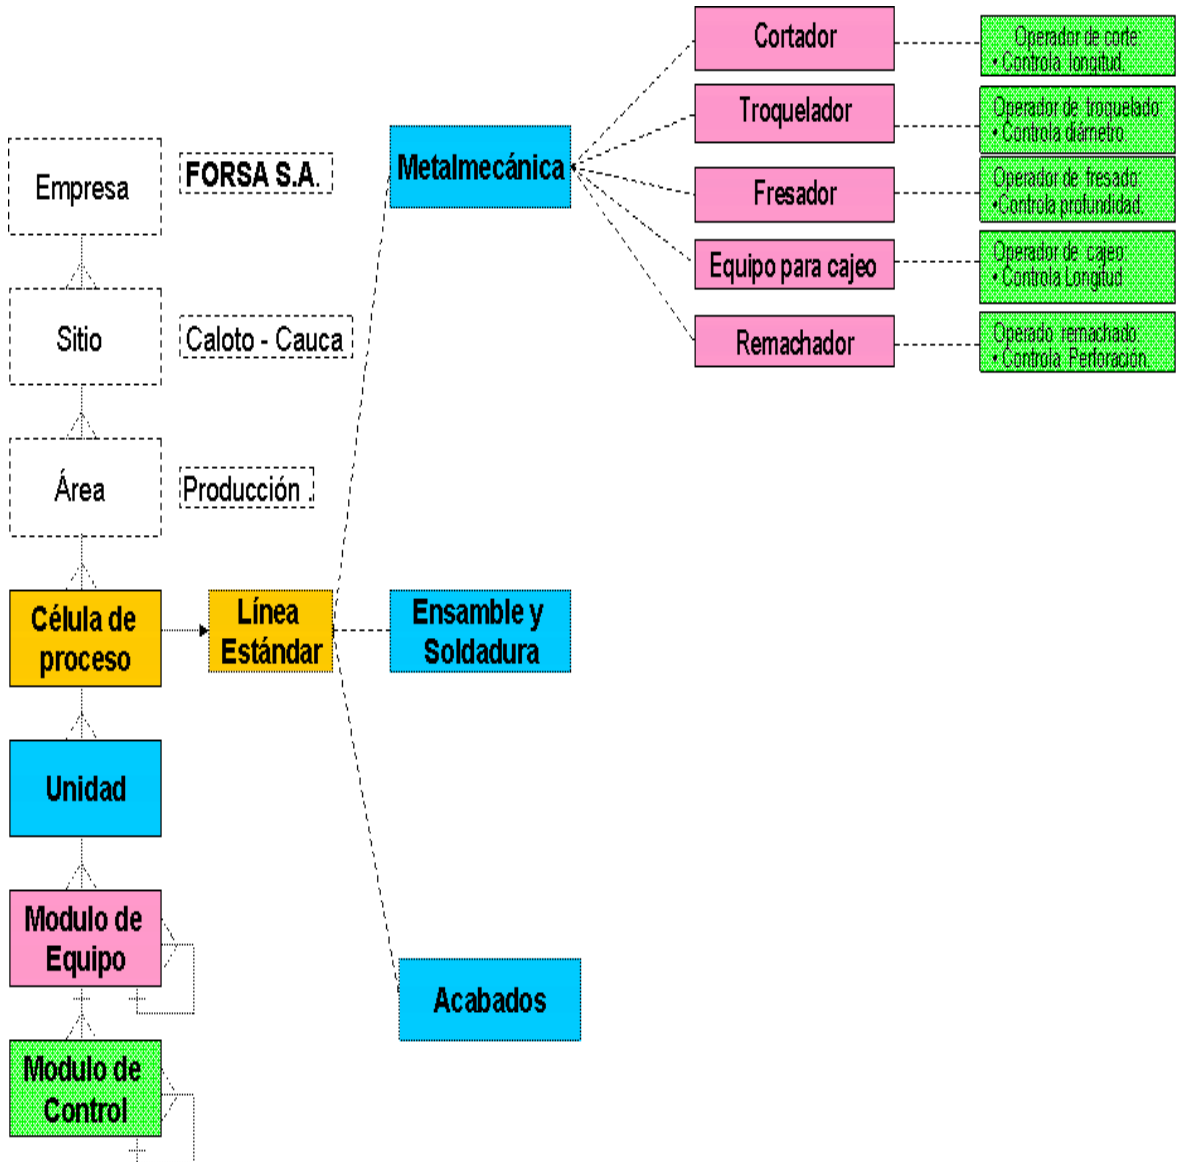 Empresa
FORSA S.A.
Sitio
Caloto - Cauca
Área
Producción .
Célula de
proceso
Línea
Estándar
Unidad
Modulo de
Equipo
Modulo de
Control
Metalmecánica
Ensamble y
Soldadura
Acabados
Cortador
Operador de corte:
• Controla longitud.
Troquelador
Operador de troquelado:
• Controla diámetro.
Fresador
Operador de fresado:
•Controla profundidad.
Equipo para cajeo
Operador de cajeo:
• Controla Longitud
Remachador
Operado remachado:
• Controla Perforación.